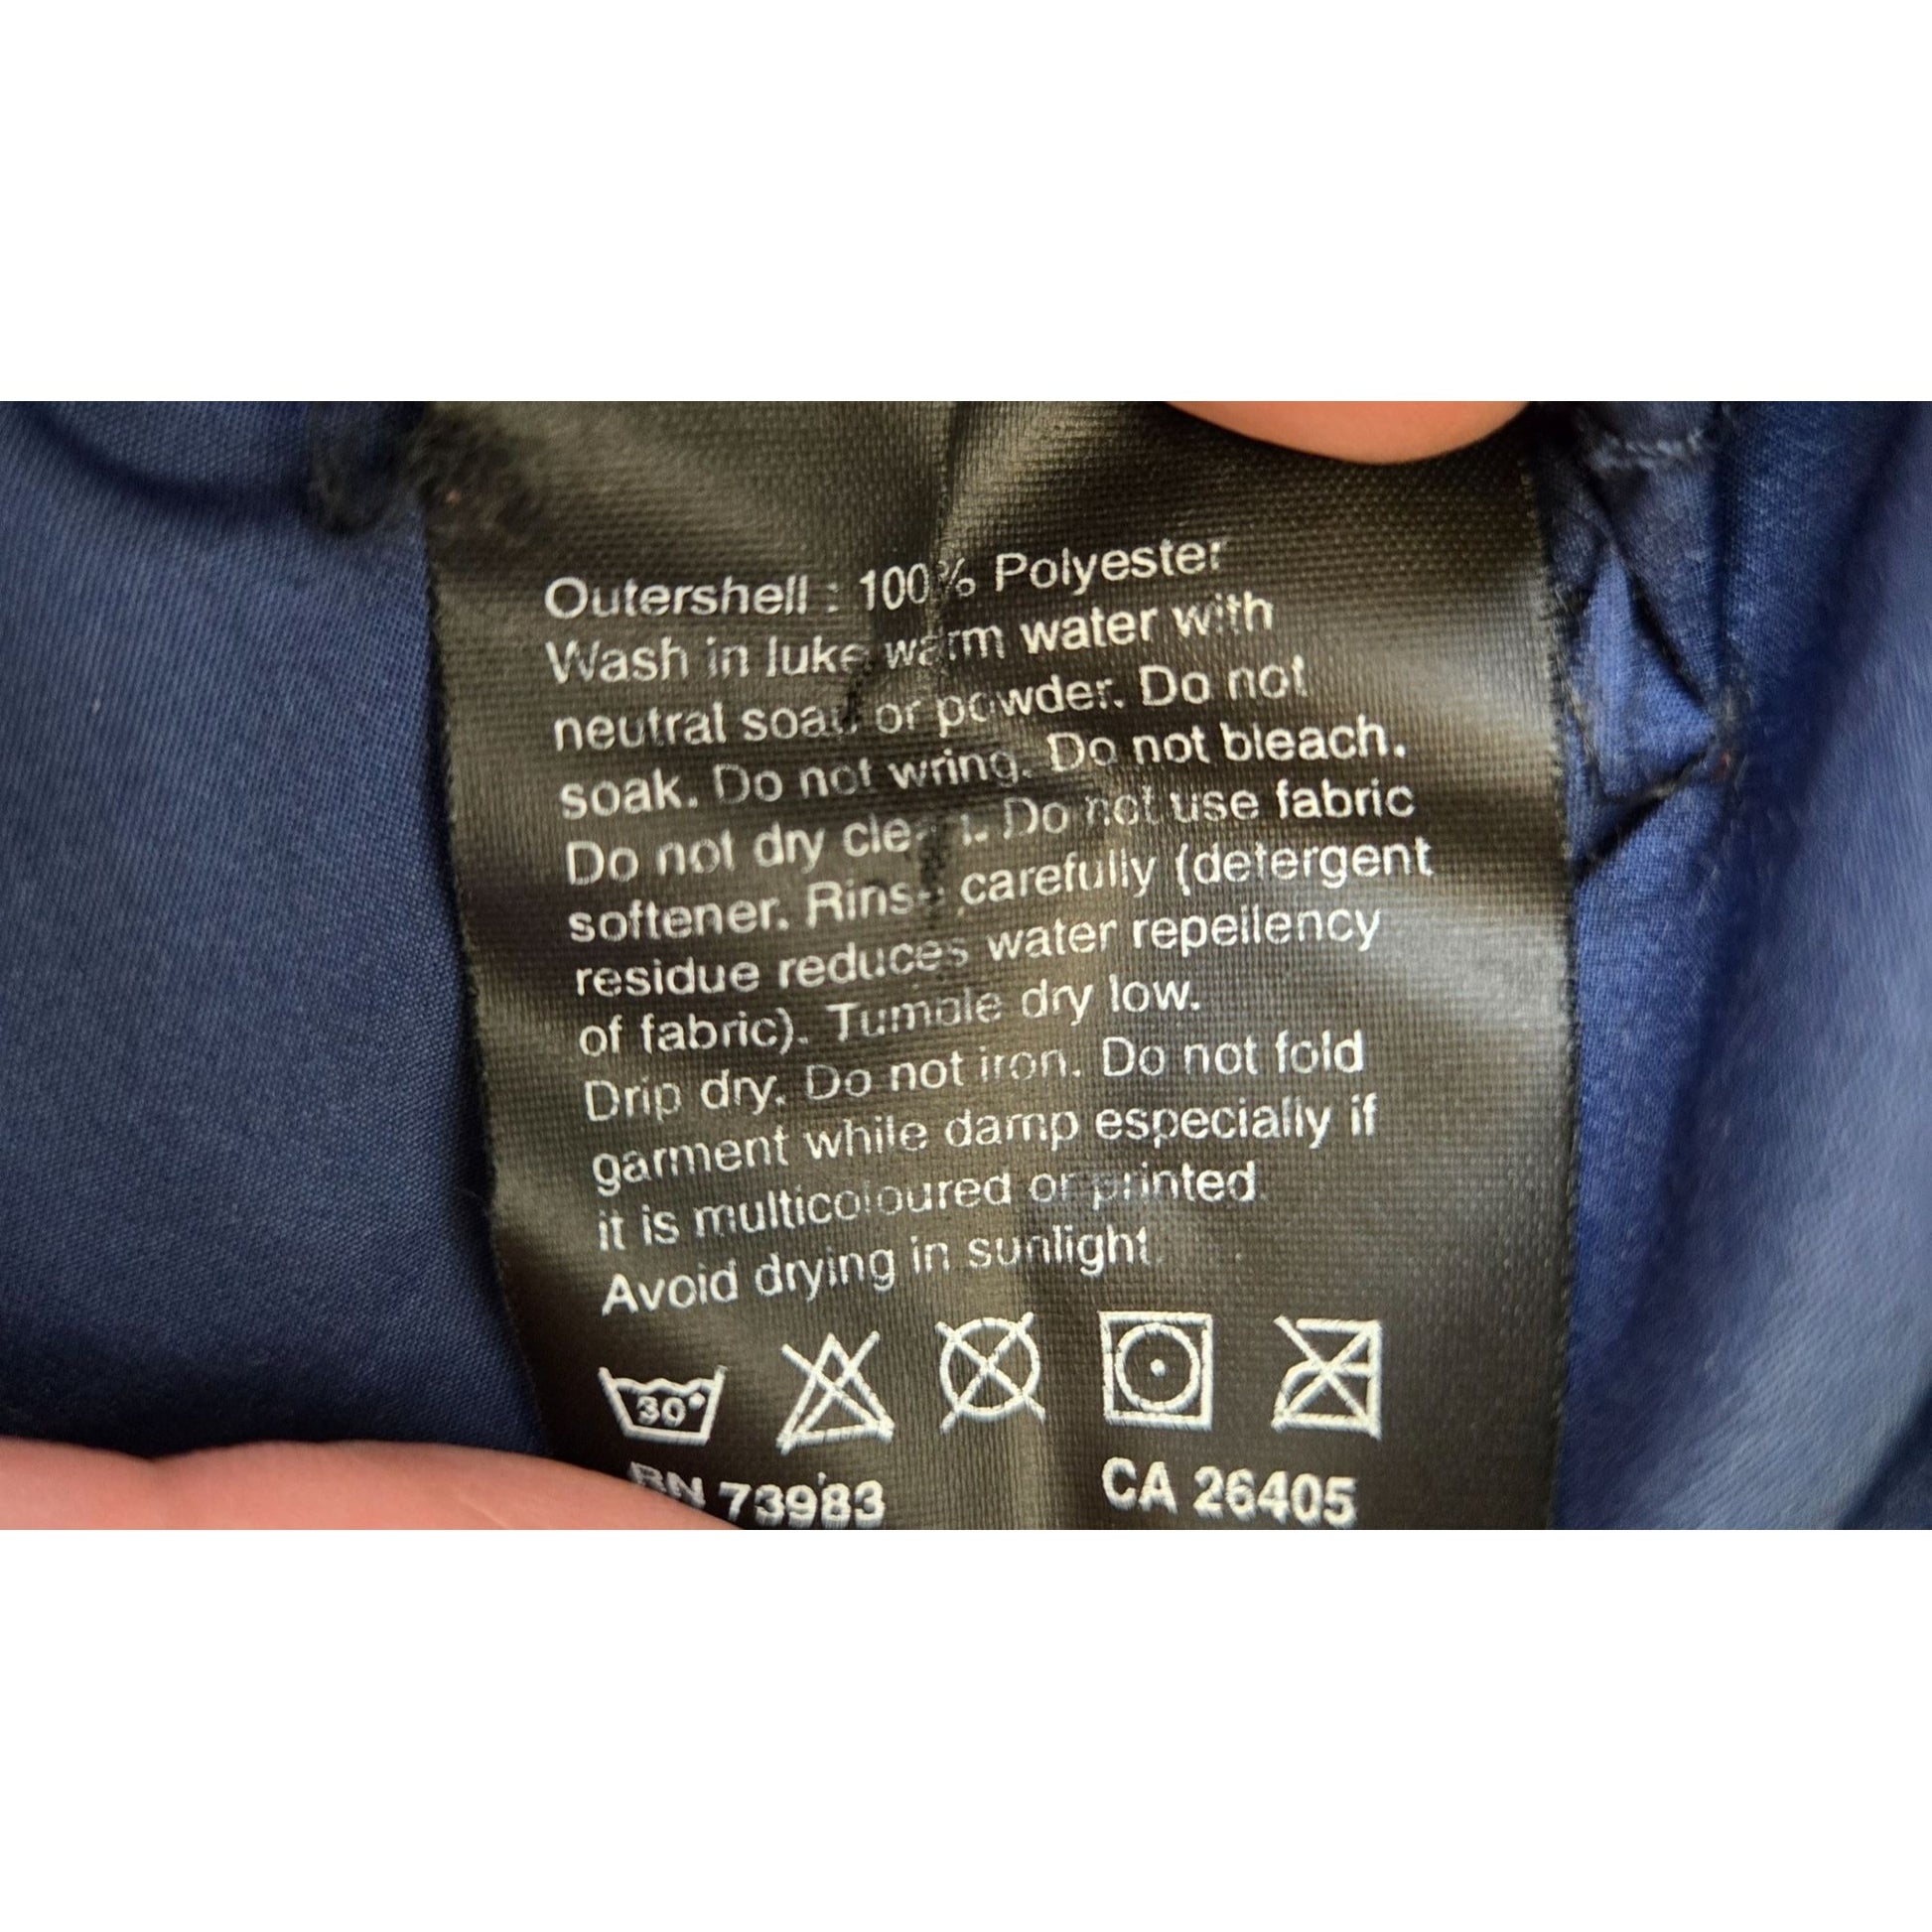 Outershell : 100% Polyester
Wash in luke warm water with
neutral soap or powder. Do not
soak. Do not wring. Do not bleach.
Do not dry clean. Do not use fabric
softener. Rinse carefully (detergent
residue reduces water repellency
of fabric). Tumble dry low.
Drip dry. Do not iron. Do not fold
garment while damp especially if
it is multicoloured or printed
Avoid drying in sunlight.
30°
RN 73983 CA 26405